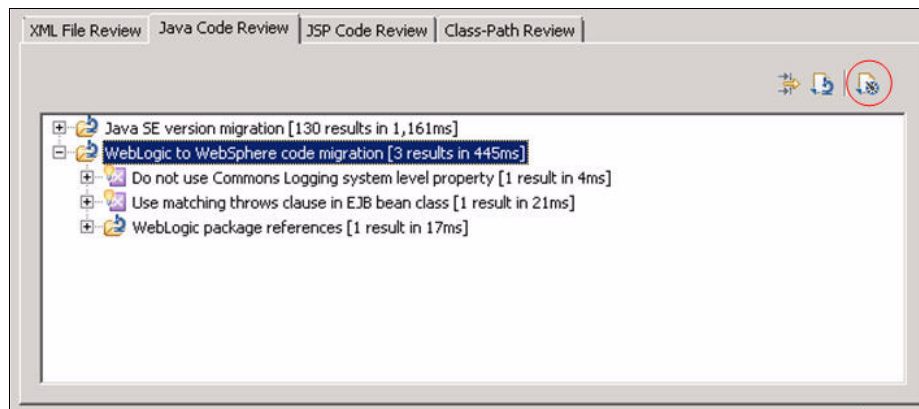 XML File Review Java Code Review JSP Code Review Class-Path Review
Java SE version migration [130 results in 1,161ms]
WebLogic to WebSphere code migration [3 results in 445ms]
Do not use Commons Logging system level property [1 result in 4ms]
Use matching throws clause in EJB bean class [1 result in 21ms]
WebLogic package references [1 result in 17ms]